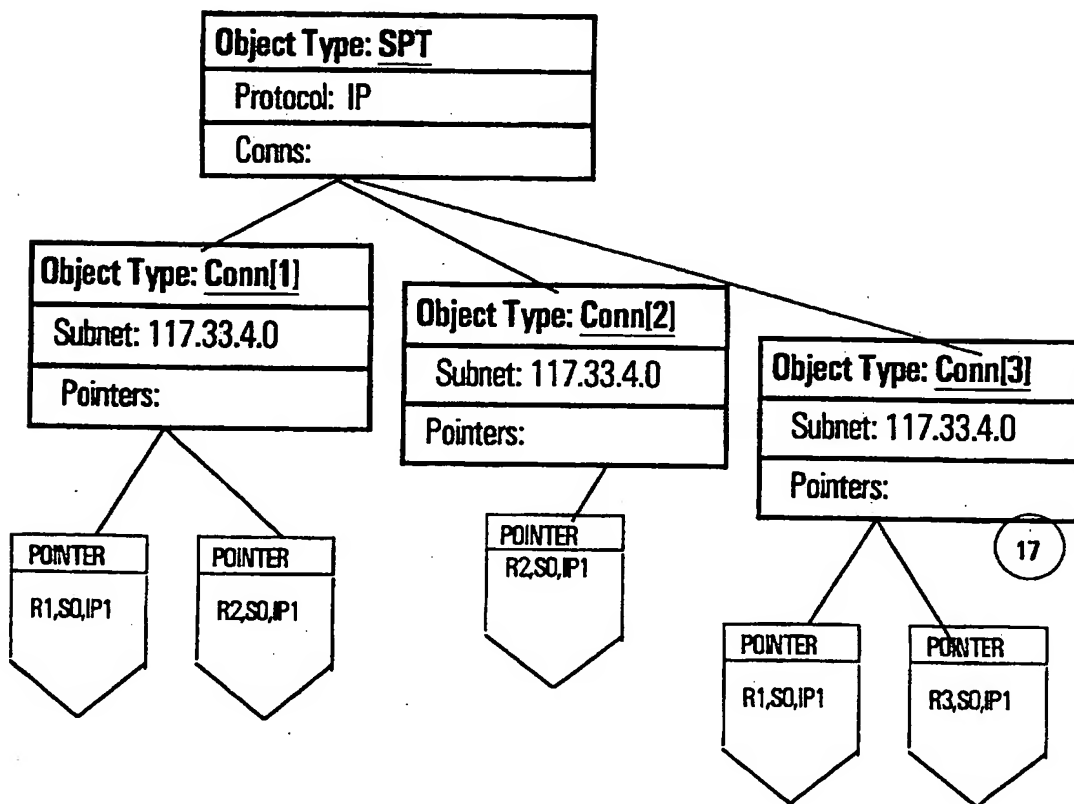 Object Type: SPT
Protocol: IP
Conns:
Object Type: Conn[1]
Subnet: 117.33.4.0
Pointers:
Object Type: Conn[2]
Subnet: 117.33.4.0
Pointers:
Object Type: Conn[3]
Subnet: 117.33.4.0
Pointers:
POINTER
R1,S0,IP1
POINTER
R2,S0,IP1
POINTER
R2,S0,IP1
17
POINTER
R1,S0,IP1
POINTER
R3,S0,IP1